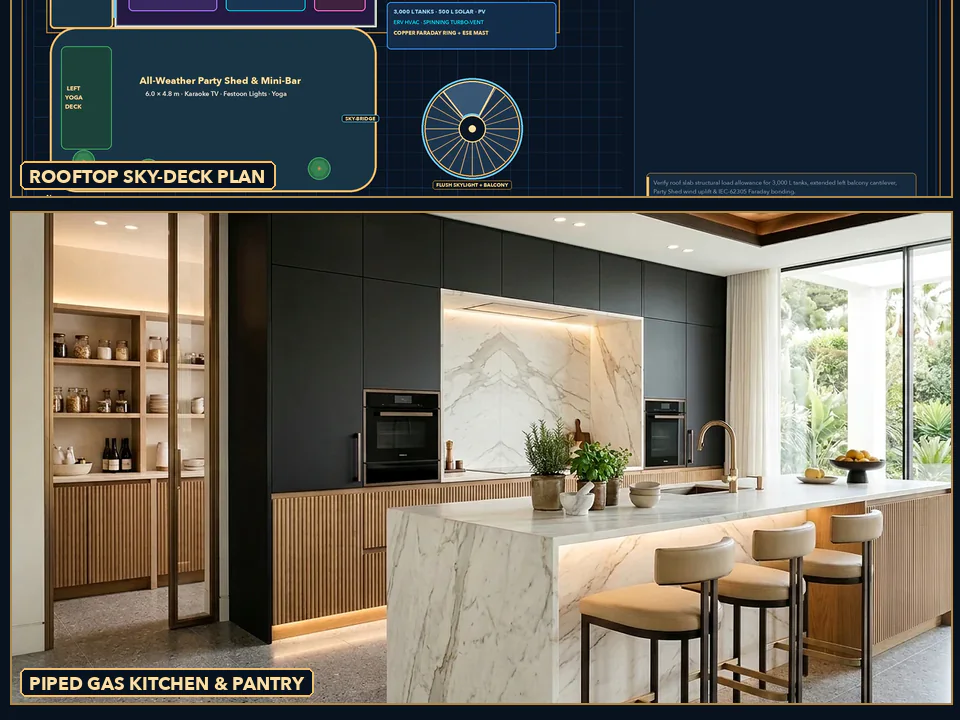 3,000 L TANKS · 500 L SOLAR · PV
ERV HVAC · SPINNING TURBO-VENT
COPPER FARADAY RING + ESE MAST
All-Weather Party Shed & Mini-Bar
6.0 × 4.8 m · Karaoke TV · Festoon Lights · Yoga
LEFT
YOGA
DECK
SKY-BRIDGE
FLUSH SKYLIGHT + BALCONY
Verify roof slab structural load allowance for 3,000 L tanks, extended left balcony cantilever,
Party Shed wind uplift & IEC-62305 Faraday bonding.
ROOFTOP SKY-DECK PLAN
PIPED GAS KITCHEN & PANTRY